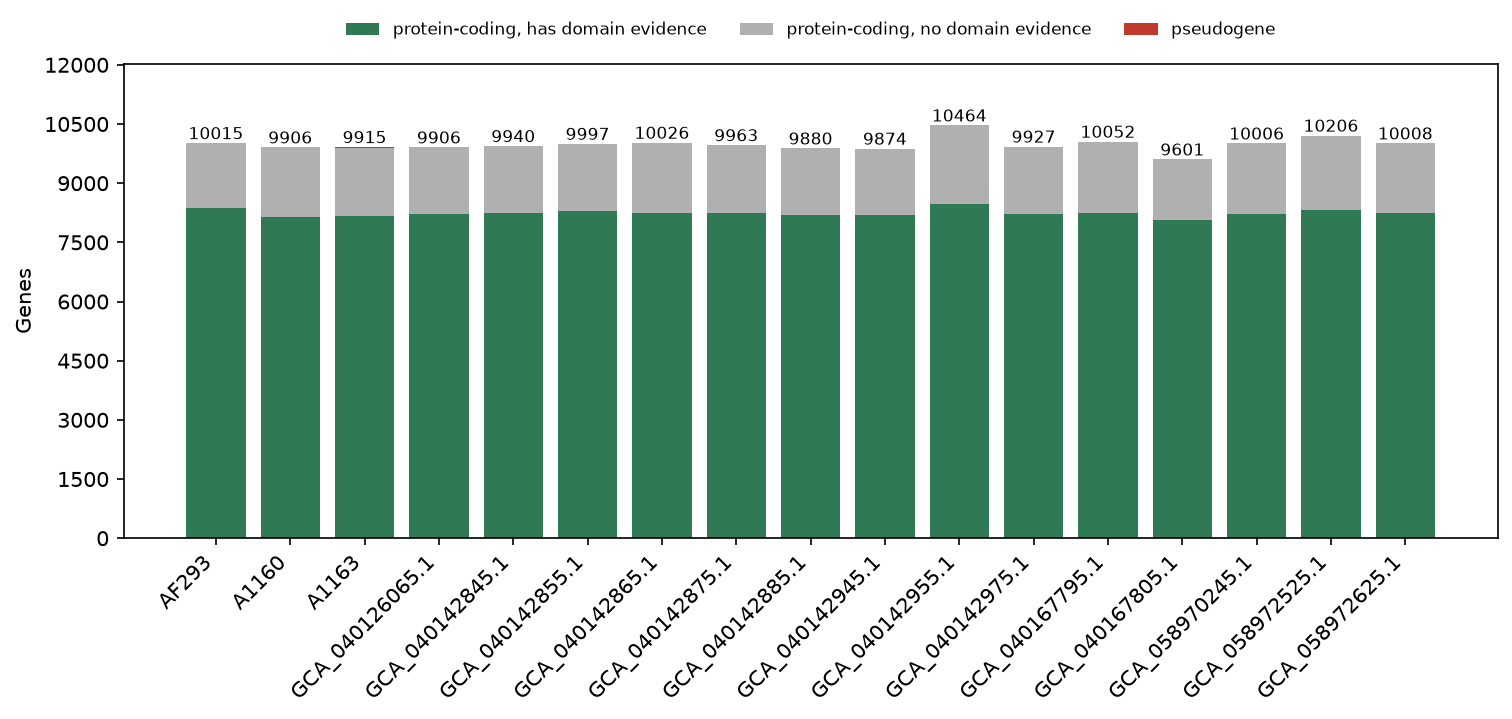 protein-coding, has domain evidence protein-coding, no domain evidence pseudogene
12000
10500
9000
7500
6000
4500
3000
1500
0
Genes
10015 9906 9915 9906 9940 9997 10026 9963 9880 9874 10464 9927 10052 9601 10006 10206 10008
AF293
A1160
A1163
GCA_040126065.1
GCA_040142845.1
GCA_040142855.1
GCA_040142865.1
GCA_040142875.1
GCA_040142885.1
GCA_040142945.1
GCA_040142955.1
GCA_040142975.1
GCA_040167795.1
GCA_040167805.1
GCA_058970245.1
GCA_058972525.1
GCA_058972625.1